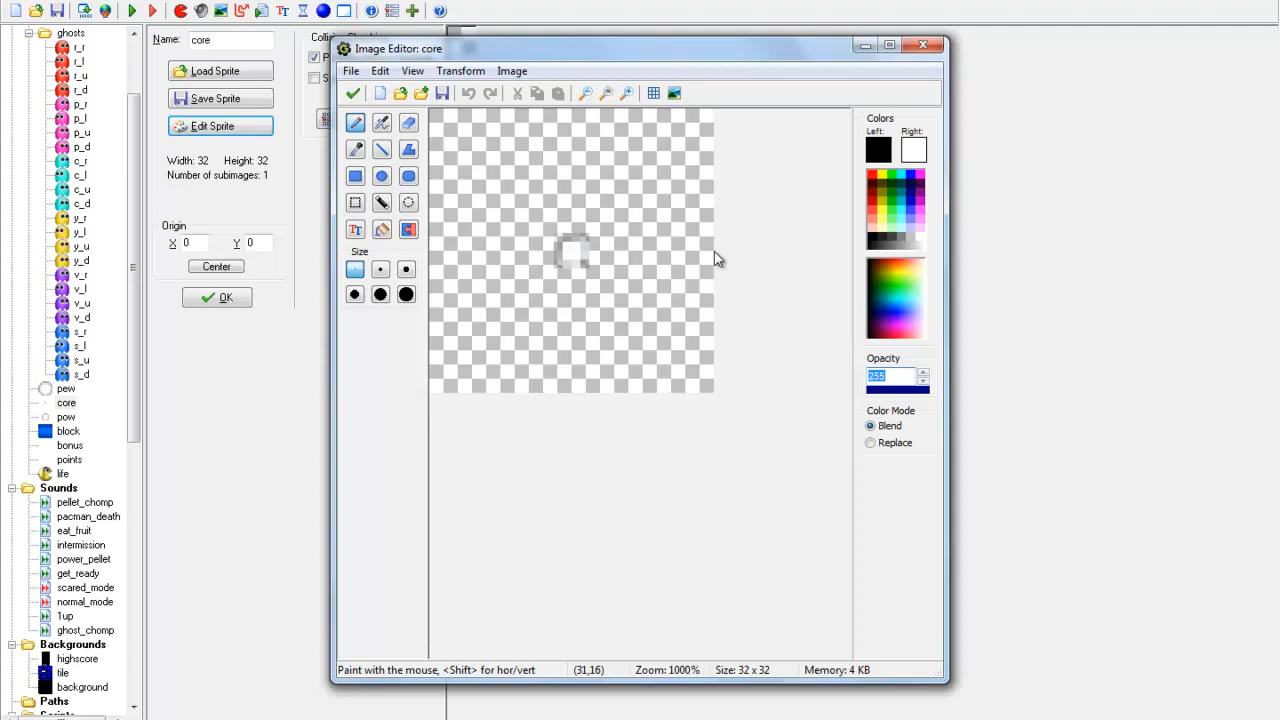 ghosts
r_r
r_l
r_u
r_d
p_r
p_l
p_u
p_d
c_r
c_l
c_u
c_d
y_r
y_l
y_u
y_d
v_r
v_l
v_u
v_d
s_r
s_l
s_u
s_d
pew
core
pow
block
bonus
points
life
Sounds
pellet_chomp
pacman_death
eat_fruit
intermission
power_pellet
get_ready
scared_mode
normal_mode
1up
ghost_chomp
Backgrounds
highscore
tile
background
Paths
Name: core
Load Sprite
Save Sprite
Edit Sprite
Width: 32 Height: 32
Number of subimages: 1
Origin
X 0 Y 0
Center
OK
Image Editor: core
File Edit View Transform Image
Size
Colors
Left: Right:
Opacity
255
Color Mode
Blend
Replace
Paint with the mouse, <Shift> for hor/vert (31,16) Zoom: 1000% Size: 32 x 32 Memory: 4 KB